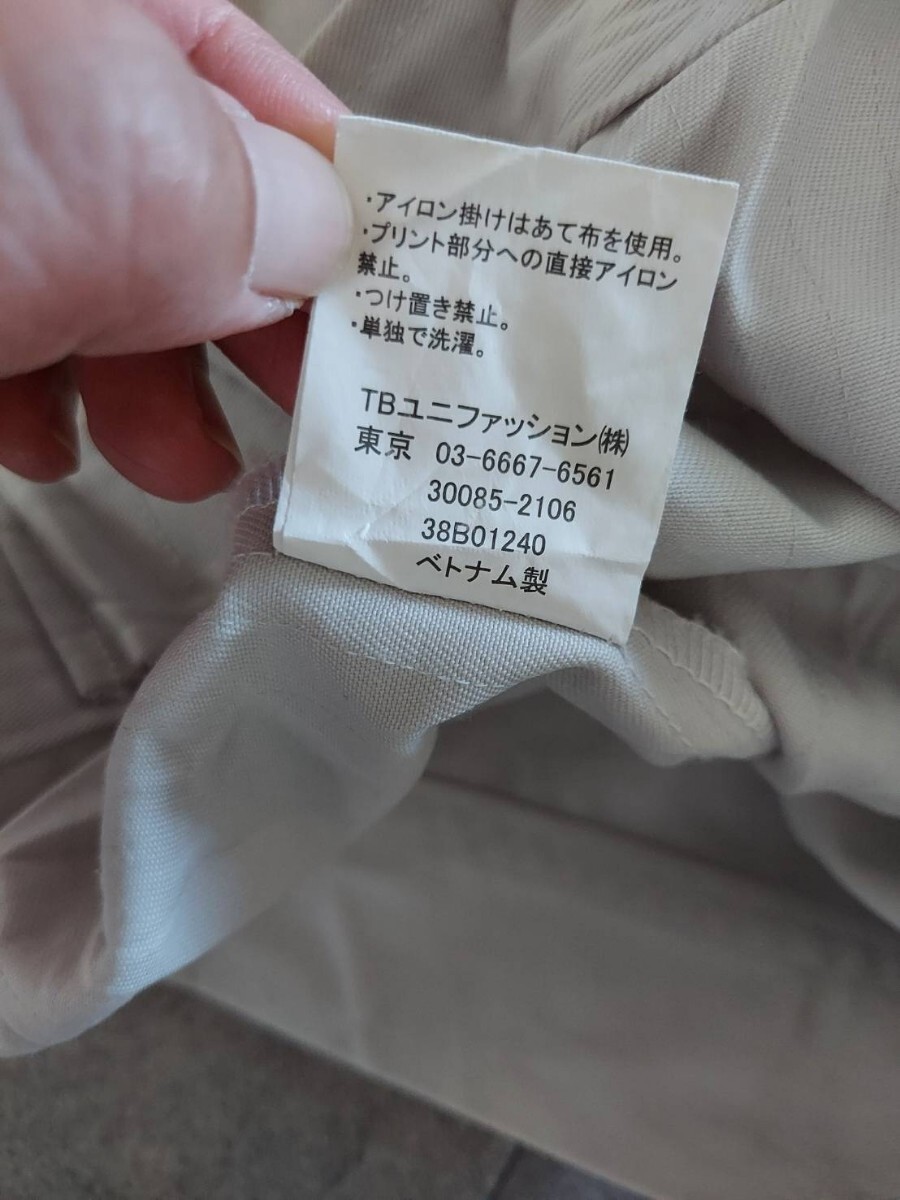 ・アイロン掛けはあて布を使用。
・プリント部分への直接アイロン
禁止。
・つけ置き禁止。
・単独で洗濯。
TBユニファッション㈱
東京 03-6667-6561
30085-2106
38B01240
ベトナム製